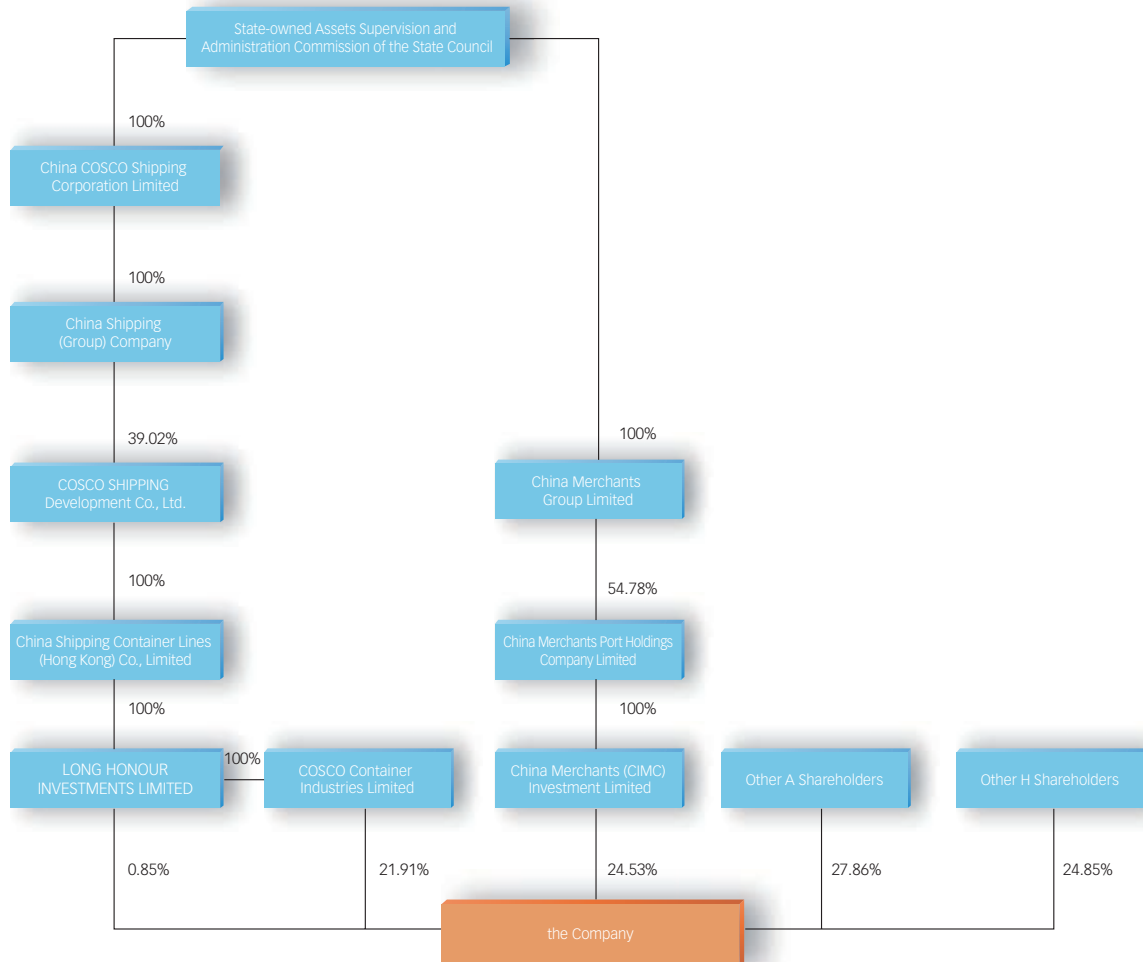 State-owned Assets Supervision and
Administration Commission of the State Council
100%
China COSCO Shipping
Corporation Limited
100%
China Shipping
(Group) Company
39.02%
100%
COSCO SHIPPING
Development Co., Ltd.
China Merchants
Group Limited
100%
54.78%
China Shipping Container Lines
(Hong Kong) Co., Limited
China Merchants Port Holdings
Company Limited
100%
100%
LONG HONOUR
INVESTMENTS LIMITED
100%
COSCO Container
Industries Limited
China Merchants (CIMC)
Investment Limited
Other A Shareholders
Other H Shareholders
0.85%
21.91%
24.53%
27.86%
24.85%
the Company